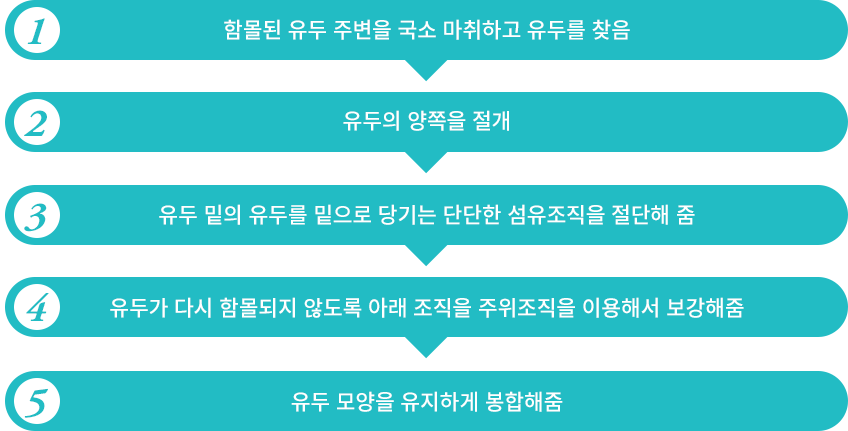 1 함몰된 유두 주변을 국소 마취하고 유두를 찾음
2 유두의 양쪽을 절개
3 유두 밑의 유두를 밑으로 당기는 단단한 섬유조직을 절단해 줌
4 유두가 다시 함몰되지 않도록 아래 조직을 주위조직을 이용해서 보강해줌
5 유두 모양을 유지하게 봉합해줌